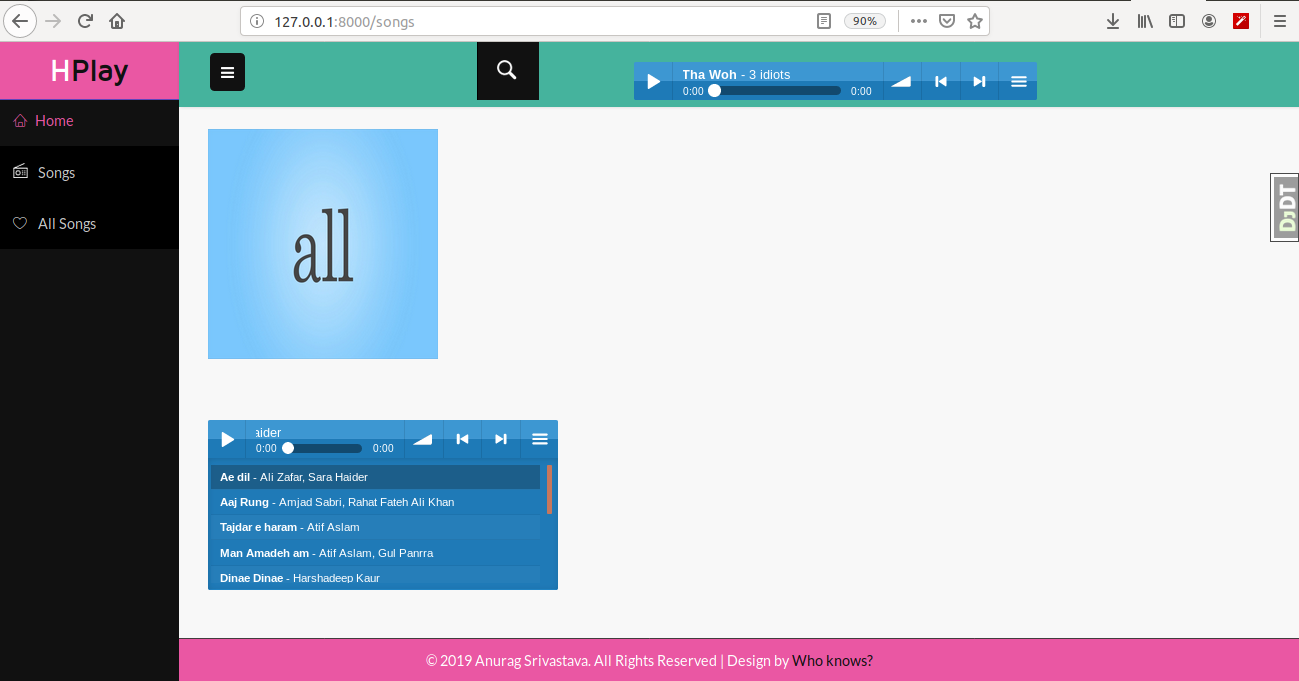 127.0.0.1:8000/songs
90%
HPlay
Tha Woh - 3 idiots
0:00
0:00
Home
Songs
All Songs
all
DJDT
aider
0:00
0:00
Ae dil - Ali Zafar, Sara Haider
Aaj Rung - Amjad Sabri, Rahat Fateh Ali Khan
Tajdar e haram - Atif Aslam
Man Amadeh am - Atif Aslam, Gul Panrra
Dinae Dinae - Harshadeep Kaur
© 2019 Anurag Srivastava. All Rights Reserved | Design by Who knows?